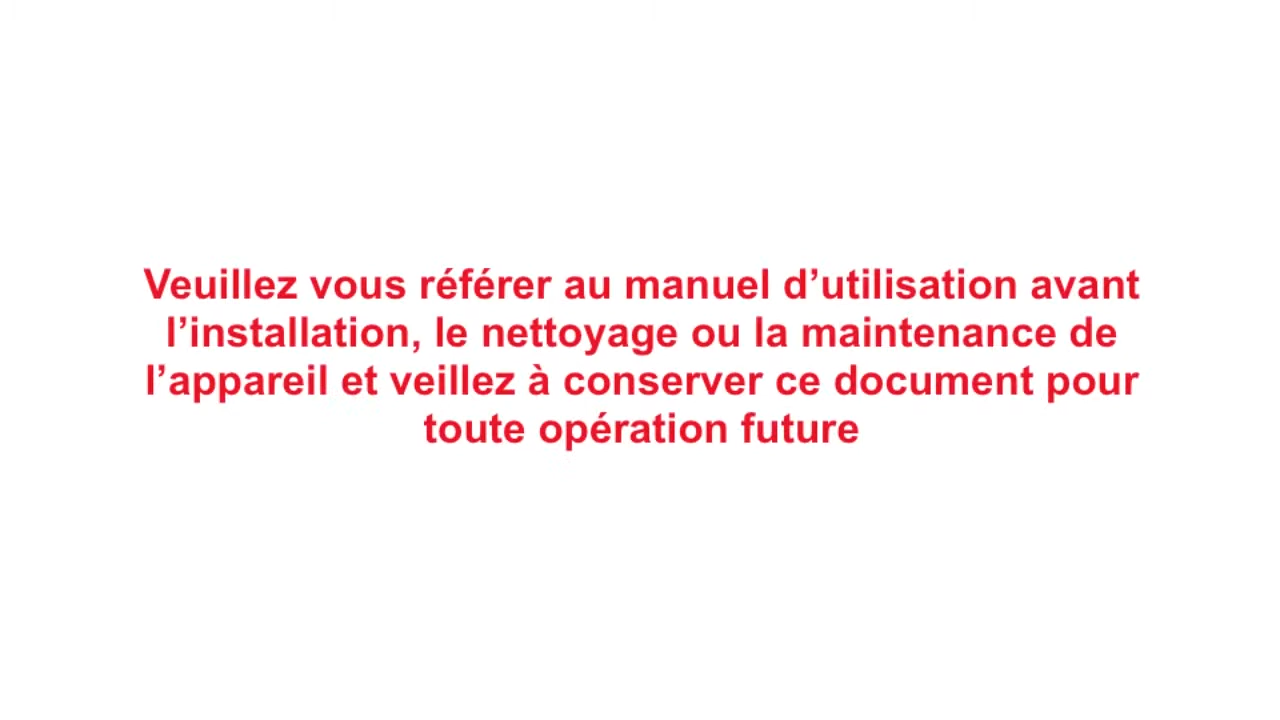 Veuillez vous référer au manuel d’utilisation avant
l’installation, le nettoyage ou la maintenance de
l’appareil et veillez à conserver ce document pour
toute opération future